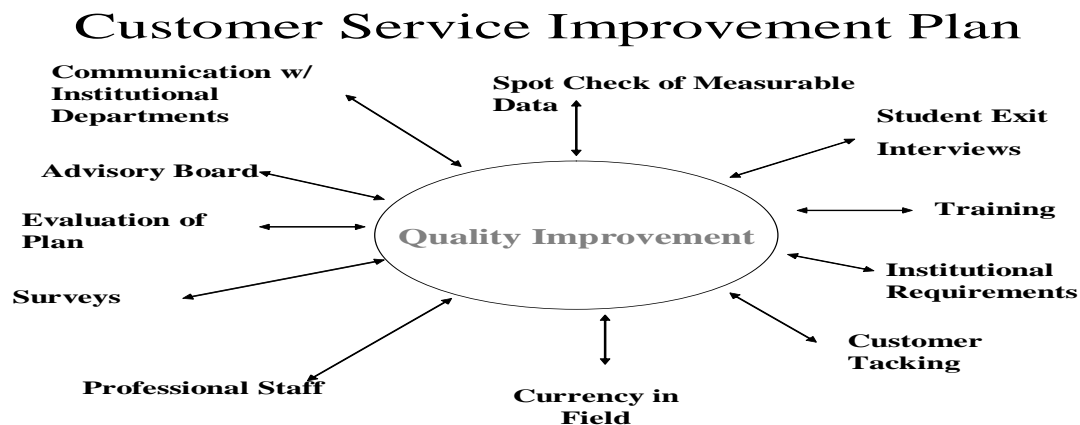 Customer Service Improvement Plan
Communication w/
Institutional
Departments
Spot Check of Measurable
Data
Student Exit
Interviews
Advisory Board
Training
Evaluation of
Plan
Quality Improvement
Institutional
Requirements
Surveys
Customer
Tacking
Professional Staff
Currency in
Field